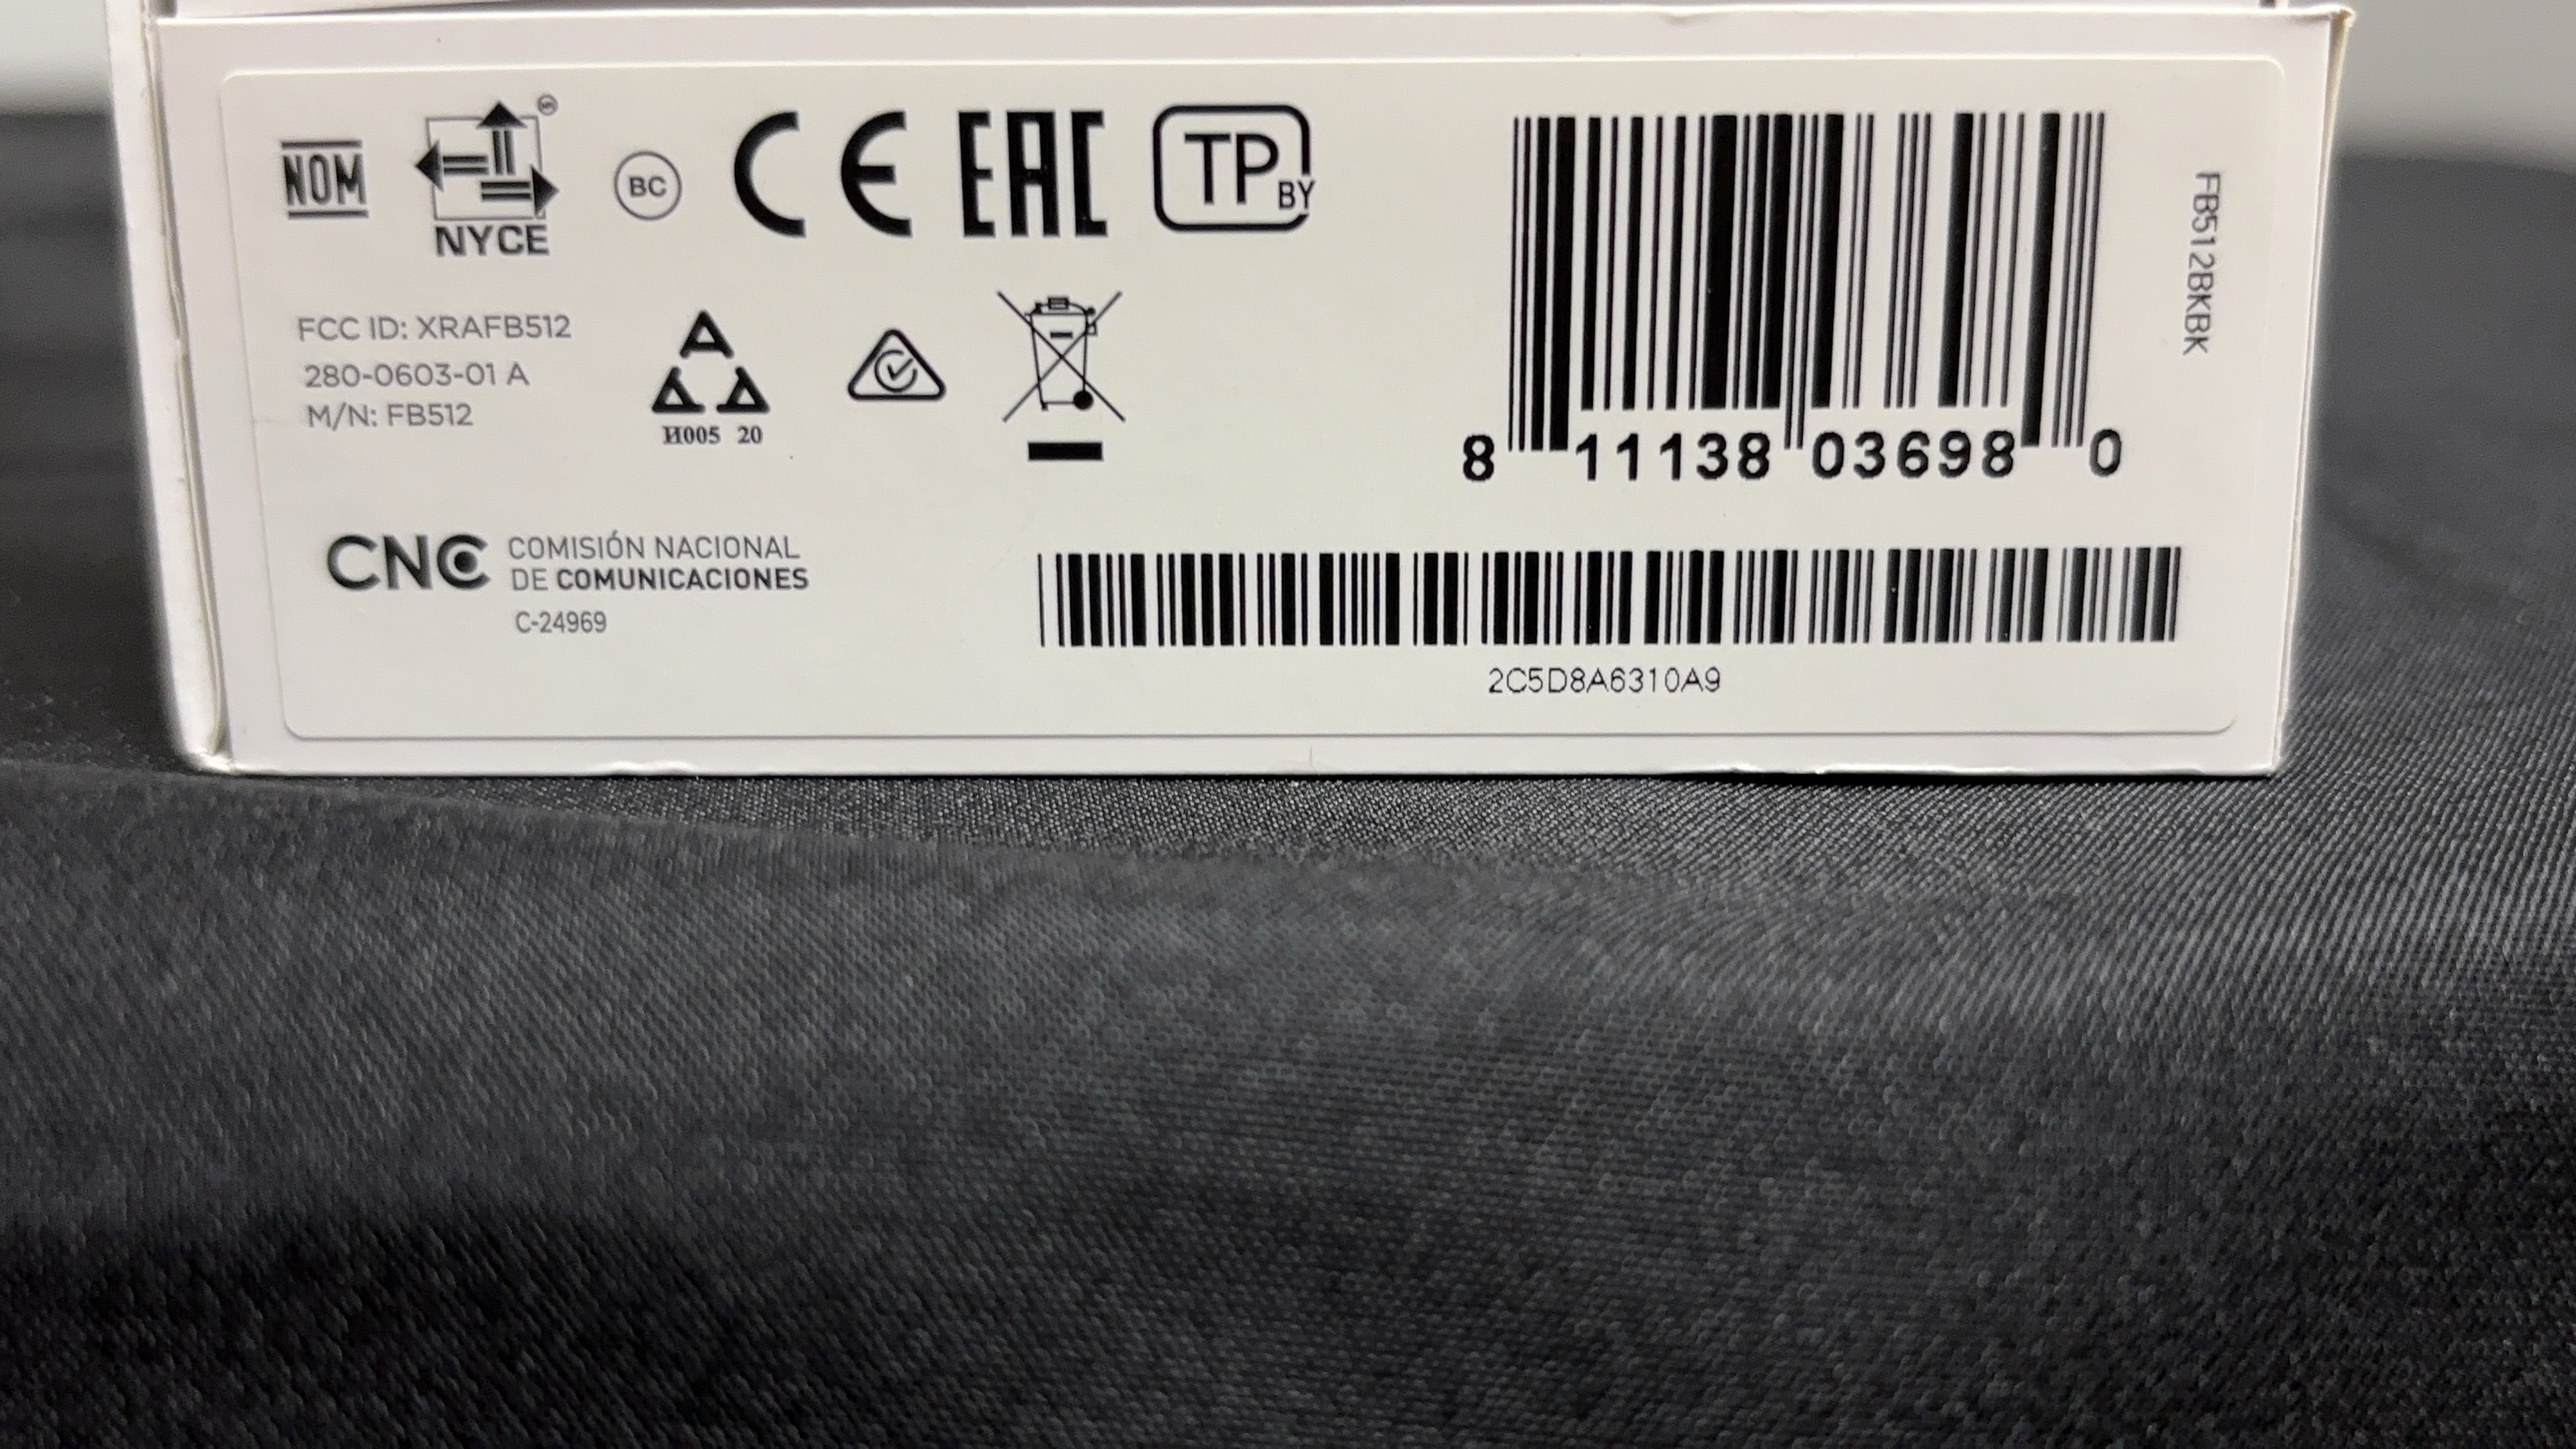 NOM
NYCE
BC
CE
EAC
TP BY
FCC ID: XRAFB512
280-0603-01 A
M/N: FB512
И005 20
CNC COMISIÓN NACIONAL
DE COMUNICACIONES
C-24969
8 11138 03698 0
FB512BKBK
2C5D8A6310A9